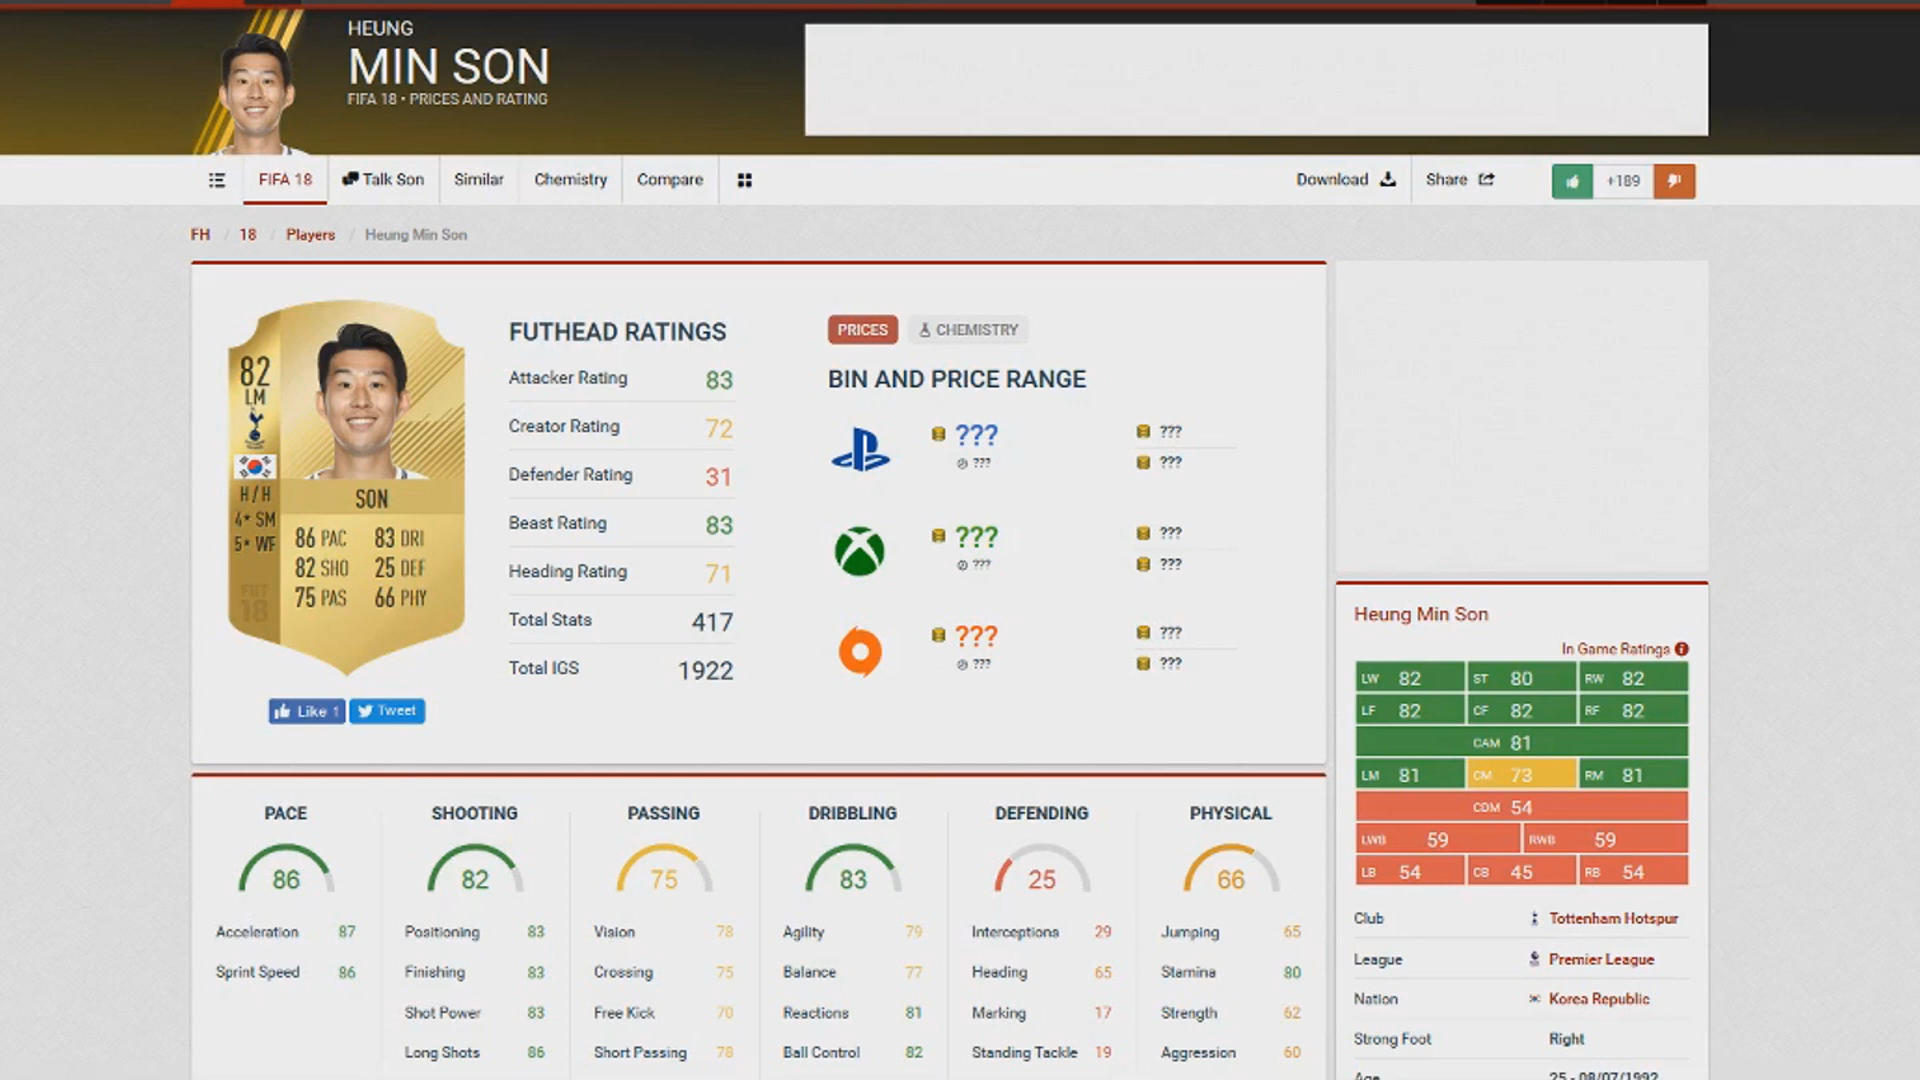 HEUNG
MIN SON
FIFA 18 • PRICES AND RATING
FIFA 18
Talk Son
Similar
Chemistry
Compare
Download
Share
+189
FH / 18 / Players / Heung Min Son
82
LM
H / H
4* SM
5* WF
FUT
18
SON
86 PAC 83 DRI
82 SHO 25 DEF
75 PAS 66 PHY
Like 1
Tweet
FUTHEAD RATINGS
Attacker Rating 83
Creator Rating 72
Defender Rating 31
Beast Rating 83
Heading Rating 71
Total Stats 417
Total IGS 1922
PRICES
CHEMISTRY
BIN AND PRICE RANGE
??? ???
??? ???
??? ???
??? ???
??? ???
??? ???
Heung Min Son
In Game Ratings
LW 82 ST 80 RW 82
LF 82 CF 82 RF 82
CAM 81
LM 81 CM 73 RM 81
CDM 54
LWB 59 RWB 59
LB 54 CB 45 RB 54
Club Tottenham Hotspur
League Premier League
Nation Korea Republic
Strong Foot Right
Age 25 - 08/07/1992
PACE
86
Acceleration 87
Sprint Speed 86
SHOOTING
82
Positioning 83
Finishing 83
Shot Power 83
Long Shots 86
PASSING
75
Vision 78
Crossing 75
Free Kick 70
Short Passing 78
DRIBBLING
83
Agility 79
Balance 77
Reactions 81
Ball Control 82
DEFENDING
25
Interceptions 29
Heading 65
Marking 17
Standing Tackle 19
PHYSICAL
66
Jumping 65
Stamina 80
Strength 62
Aggression 60